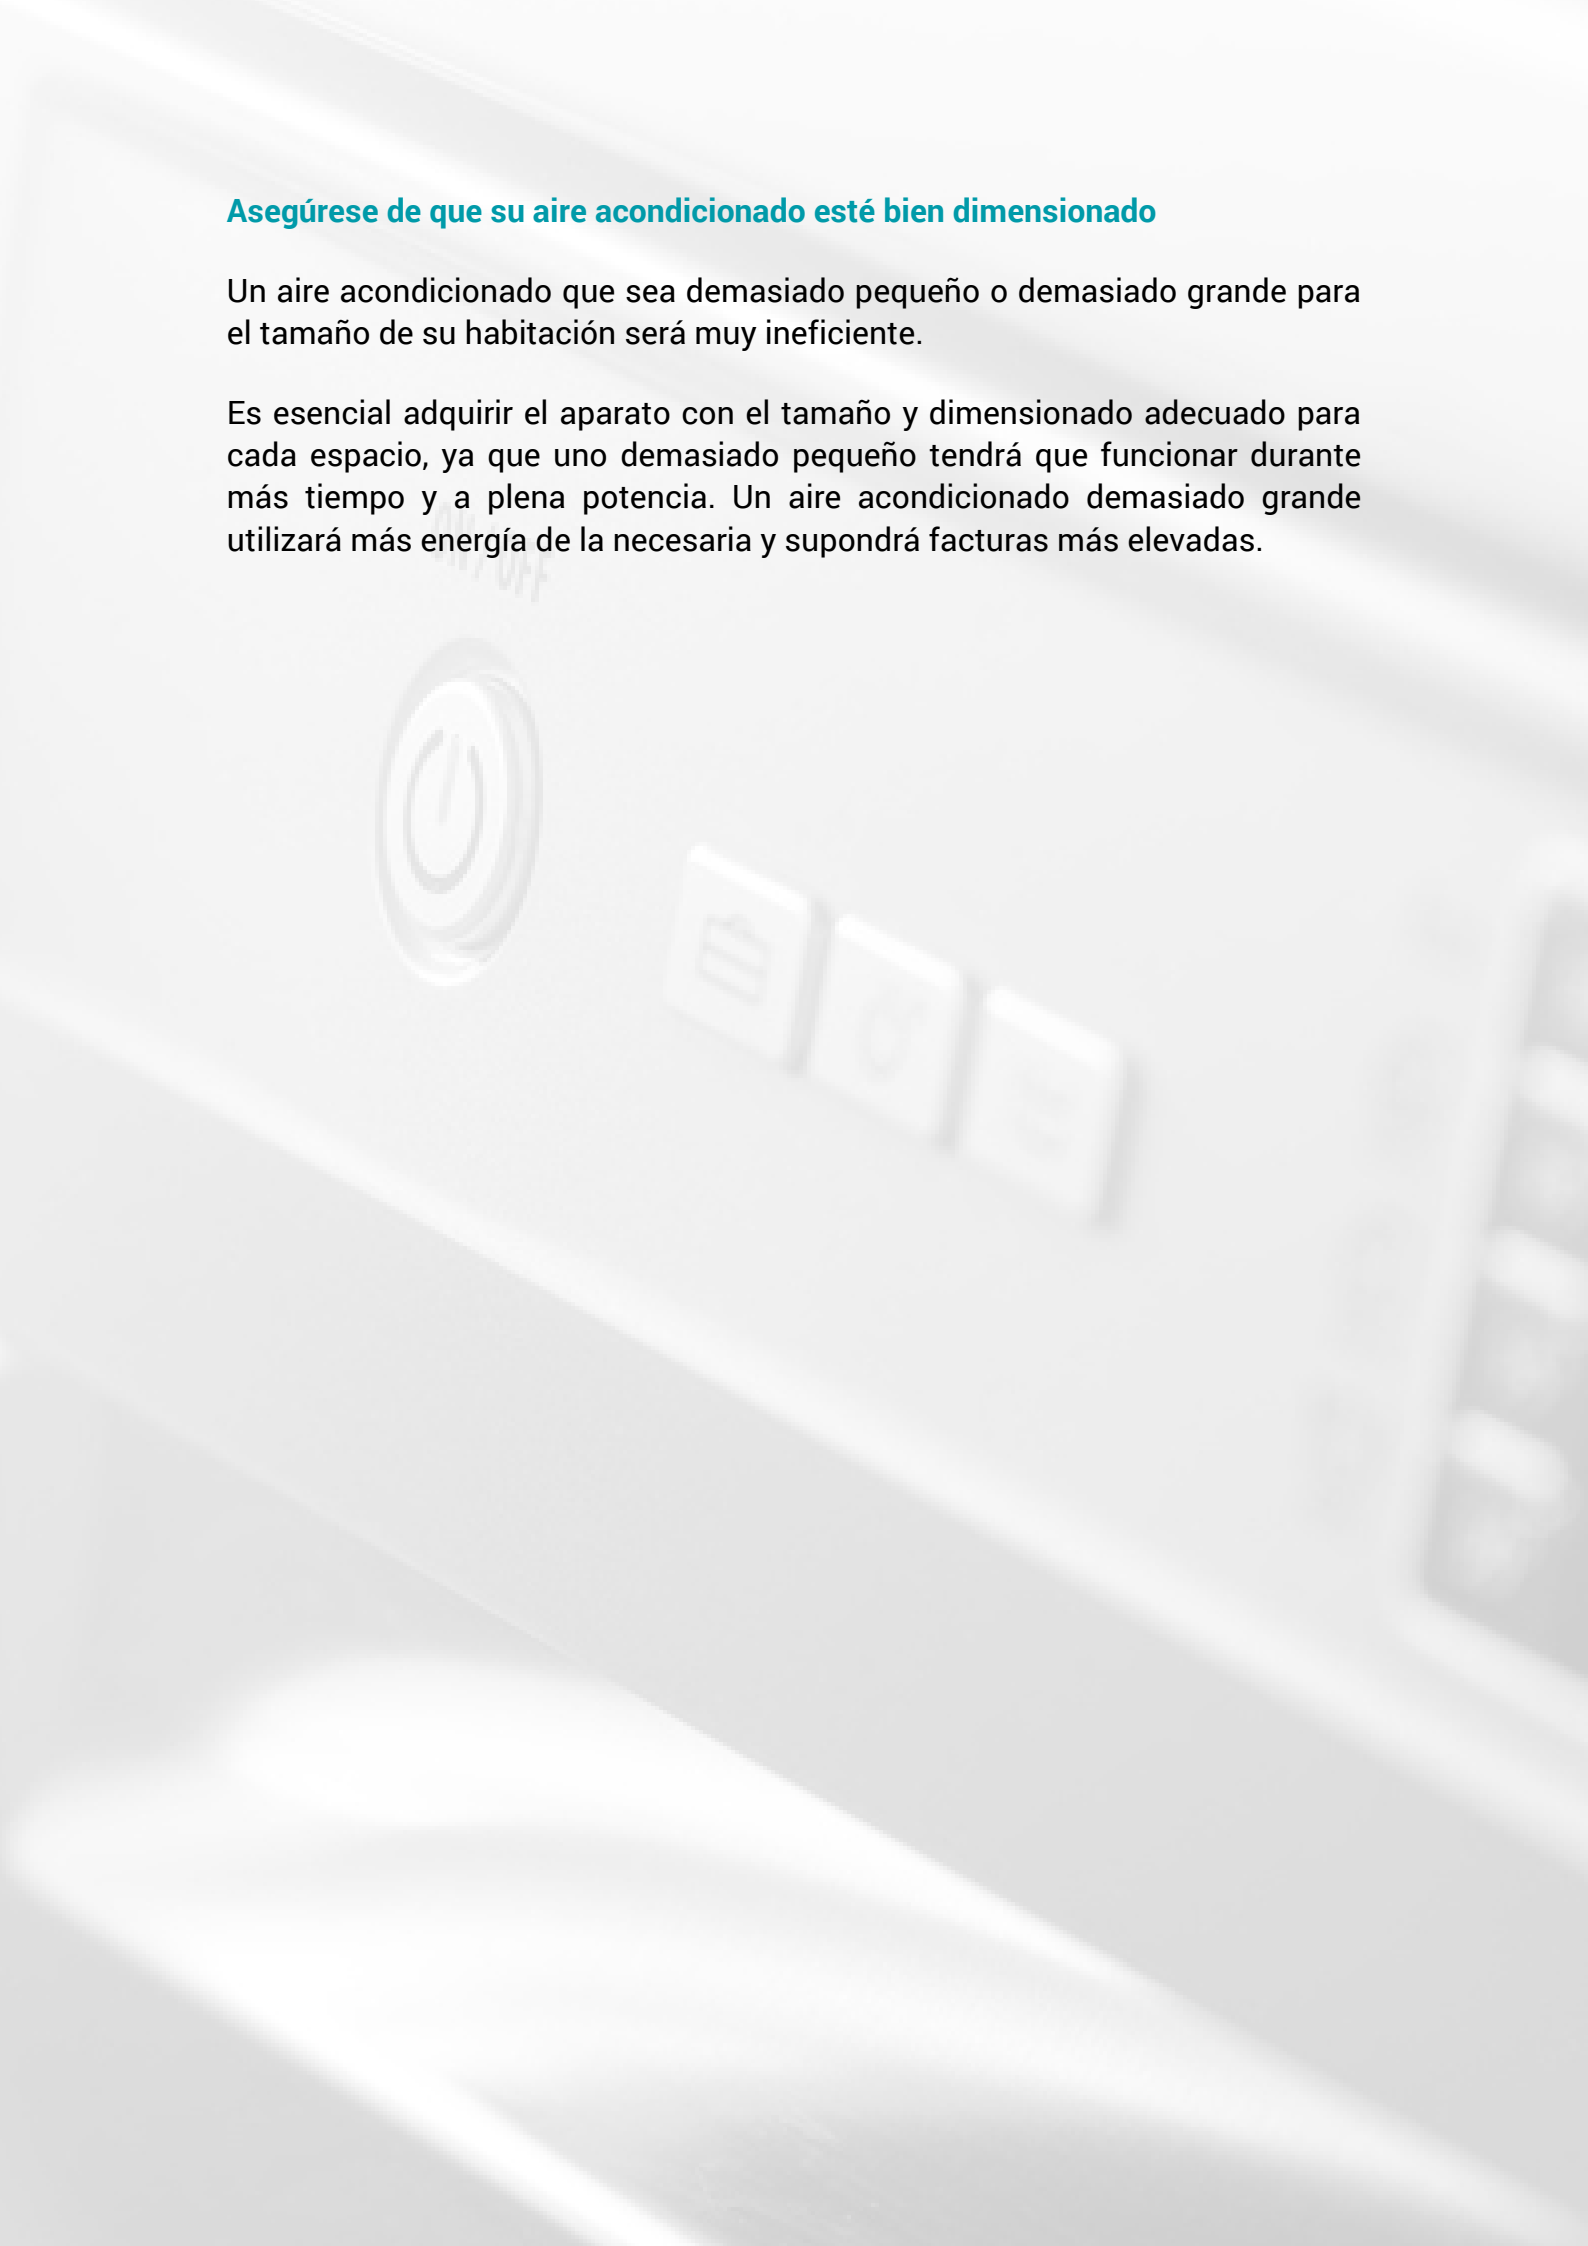 Asegúrese de que su aire acondicionado esté bien dimensionado
Un aire acondicionado que sea demasiado pequeño o demasiado grande para
el tamaño de su habitación será muy ineficiente.
Es esencial adquirir el aparato con el tamaño y dimensionado adecuado para
cada espacio, ya que uno demasiado pequeño tendrá que funcionar durante
más tiempo y a plena potencia. Un aire acondicionado demasiado grande
utilizará más energía de la necesaria y supondrá facturas más elevadas.
ON / OFF